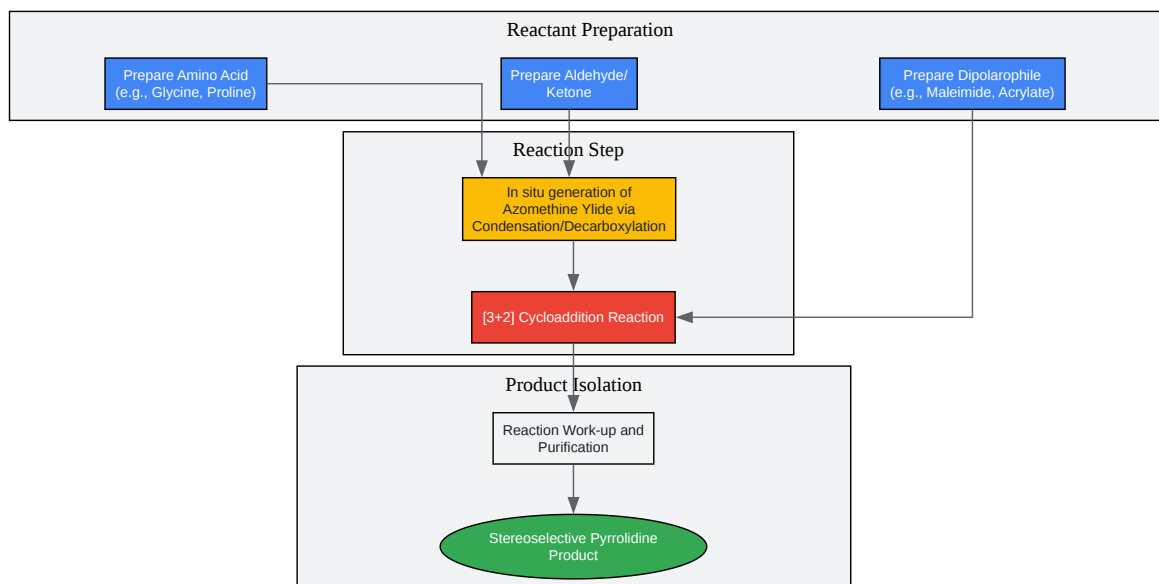 Reactant Preparation
Prepare Amino Acid
(e.g., Glycine, Proline)
Prepare Aldehyde/
Ketone
Prepare Dipolarophile
(e.g., Maleimide, Acrylate)
Reaction Step
In situ generation of
Azomethine Ylide via
Condensation/Decarboxylation
[3+2] Cycloaddition Reaction
Product Isolation
Reaction Work-up and
Purification
Stereoselective Pyrrolidine
Product